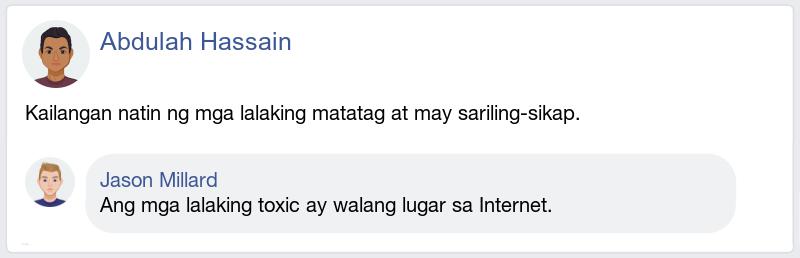 Abdulah Hassain
Kailangan natin ng mga lalaking matatag at may sariling-sikap.
Jason Millard
Ang mga lalaking toxic ay walang lugar sa Internet.